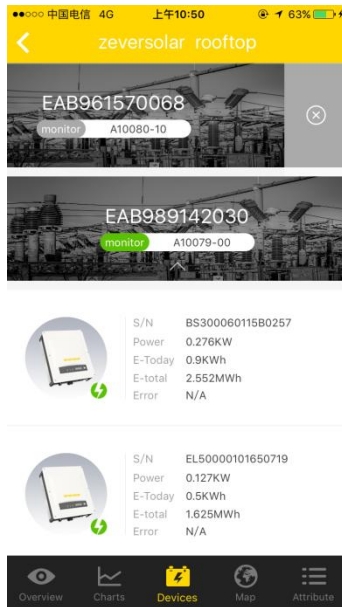 中国电信 4G 上午10:50 63%
zeversolar rooftop
EAB961570068
monitor A10080-10
EAB989142030
monitor A10079-00
S/N BS300060115B0257
Power 0.276KW
E-Today 0.9KWh
E-total 2.552MWh
Error N/A
S/N EL50000101650719
Power 0.127KW
E-Today 0.5KWh
E-total 1.625MWh
Error N/A
Overview Charts Devices Map Attribute